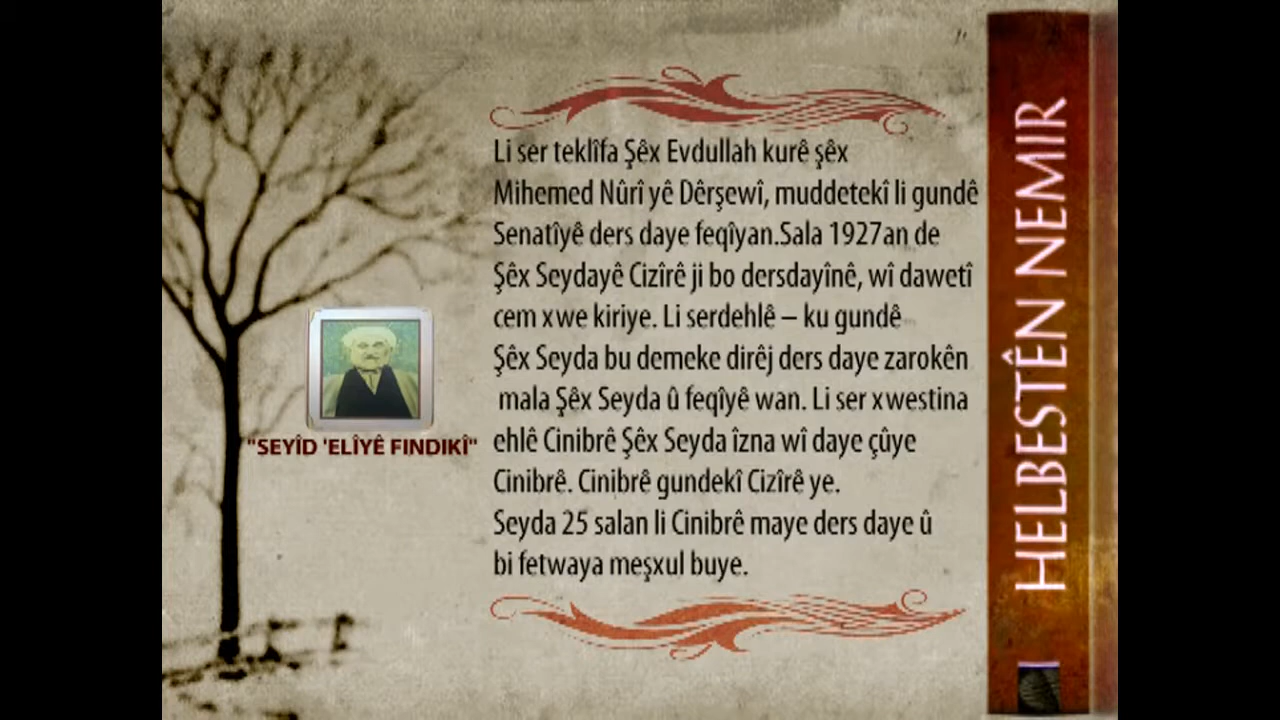 Li ser teklîfa Şêx Evdullah kurê şêx
Mihemed Nûrî yê Dêrşewî, muddetekî li gundê
Senatîyê ders daye feqîyan.Sala 1927an de
Şêx Seydayê Cizîrê ji bo dersdayînê, wî dawetî
cem xwe kiriye. Li serdehlê – ku gundê
Şêx Seyda bu demeke dirêj ders daye zarokên
mala Şêx Seyda û feqîyê wan. Li ser xwestina
ehlê Cinibrê Şêx Seyda îzna wî daye çûye
Cinibrê. Cinibrê gundekî Cizîrê ye.
Seyda 25 salan li Cinibrê maye ders daye û
bi fetwaya meşxul buye.
"SEYÎD 'ELÎYÊ FINDIKÎ"
HELBESTÊN NEMIR